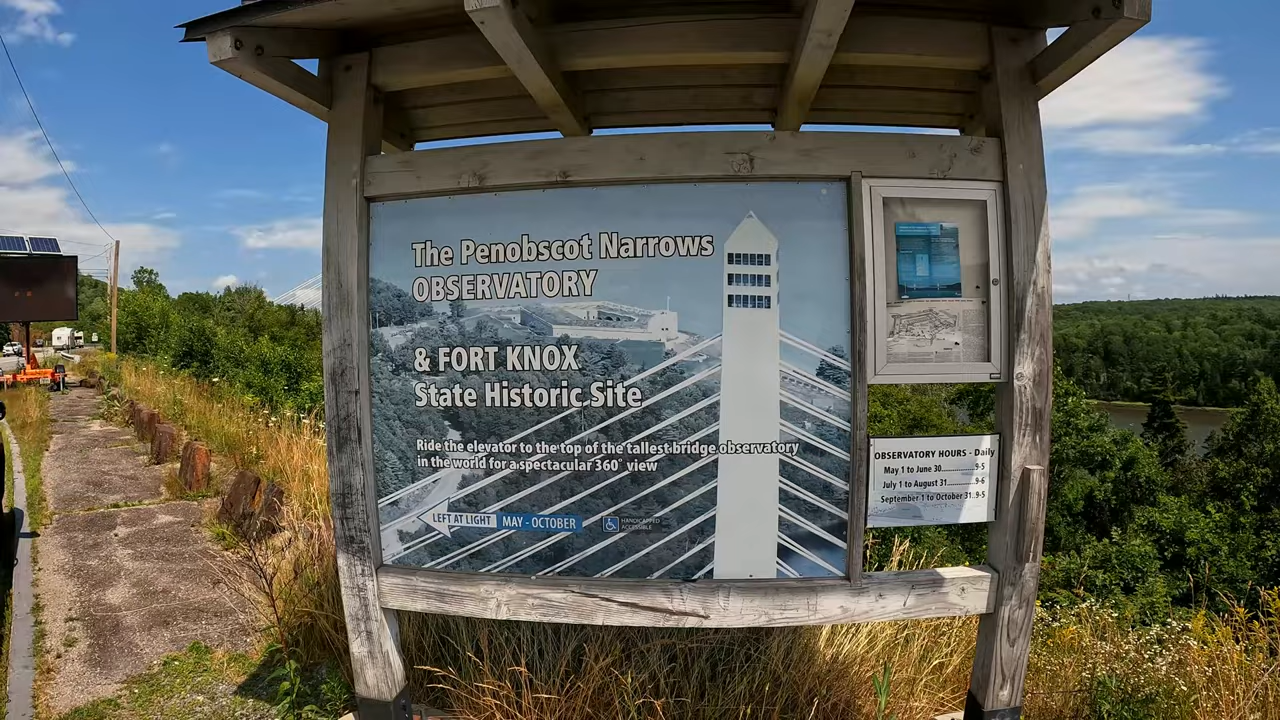 The Penobscot Narrows
OBSERVATORY
& FORT KNOX
State Historic Site
Ride the elevator to the top of the tallest bridge observatory
in the world for a spectacular 360° view
LEFT AT LIGHT MAY - OCTOBER
HANDICAPPED
ACCESSIBLE
OBSERVATORY HOURS - Daily
May 1 to June 30..............9-5
July 1 to August 31.........9-6
September 1 to October 31..9-5